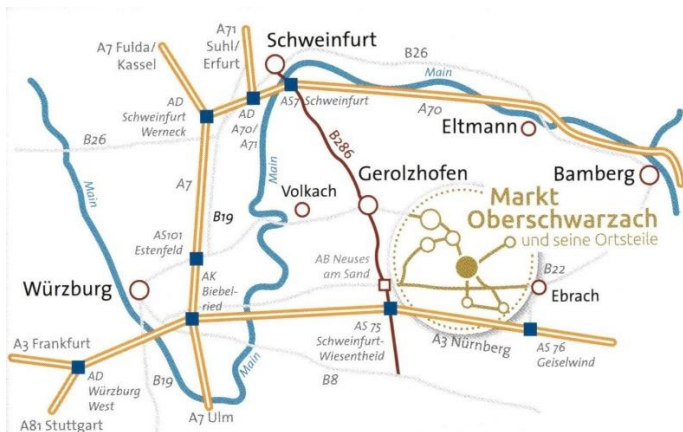 A7 Fulda/
Kassel
A71
Suhl/
Erfurt
Schweinfurt
B26
Main
AS7 Schweinfurt
A70
AD
Schweinfurt
Werneck
AD
A70/
A71
Eltmann
B26
B286
Main
A7
Main
B19
Volkach
Gerolzhofen
Bamberg
Markt
Oberschwarzach
und seine Ortsteile
AS101
Estenfeld
AB Neuses
am Sand
B22
Ebrach
Würzburg
AK
Biebel-
ried
A3 Frankfurt
AS 75
Schweinfurt-
Wiesentheid
A3 Nürnberg
AS 76
Geiselwind
AD
Würzburg
West
B19
Main
B8
A81 Stuttgart
A7 Ulm